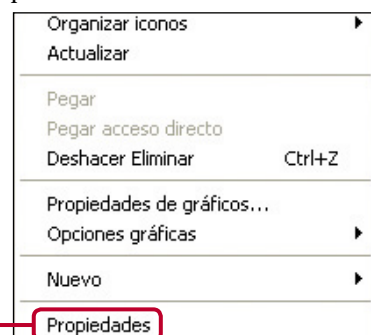 Organizar iconos
Actualizar
Pegar
Pegar acceso directo
Deshacer Eliminar Ctrl+Z
Propiedades de gráficos...
Opciones gráficas
Nuevo
Propiedades